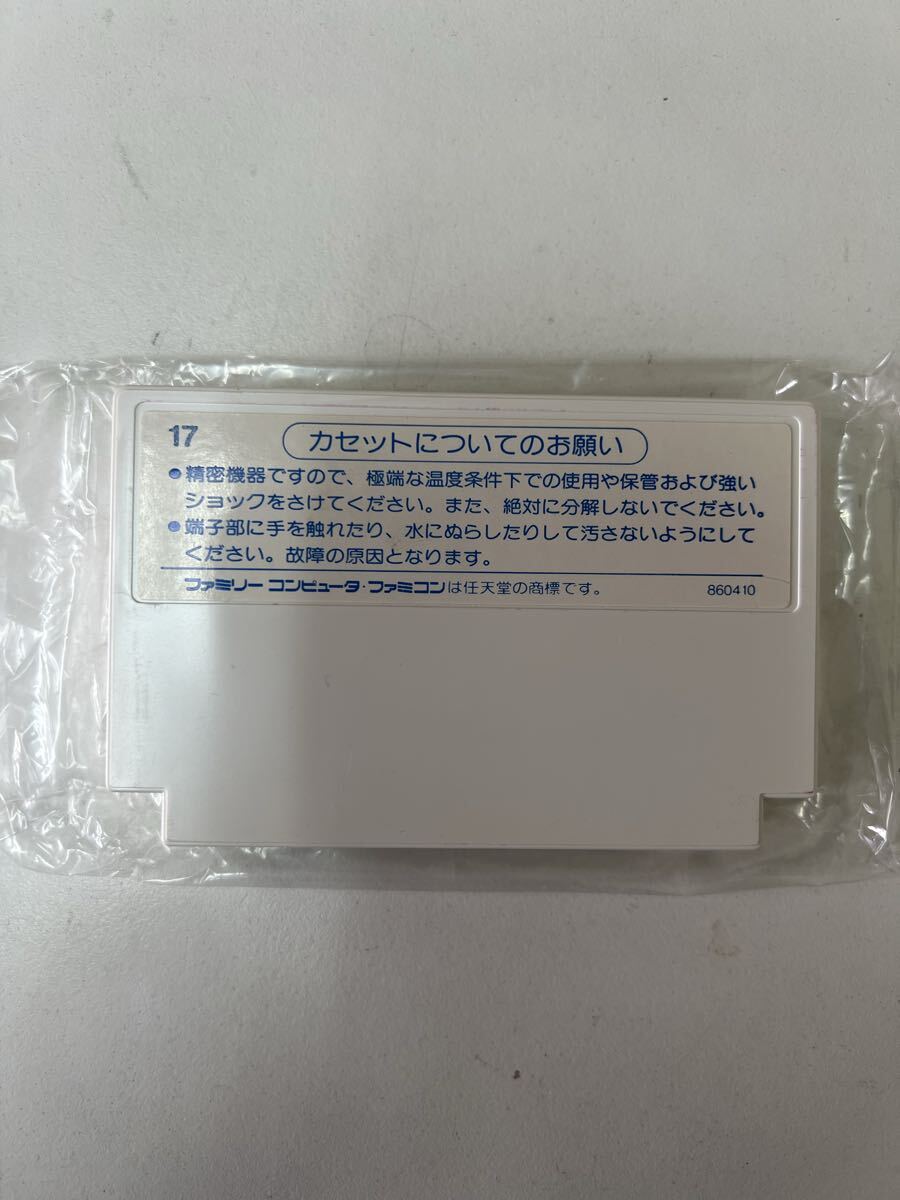 17
カセットについてのお願い
●精密機器ですので、極端な温度条件下での使用や保管および強い
ショックをさけてください。また、絶対に分解しないでください。
●端子部に手を触れたり、水にぬらしたりして汚さないようにして
ください。故障の原因となります。
ファミリー コンピュータ・ファミコンは任天堂の商標です。
860410